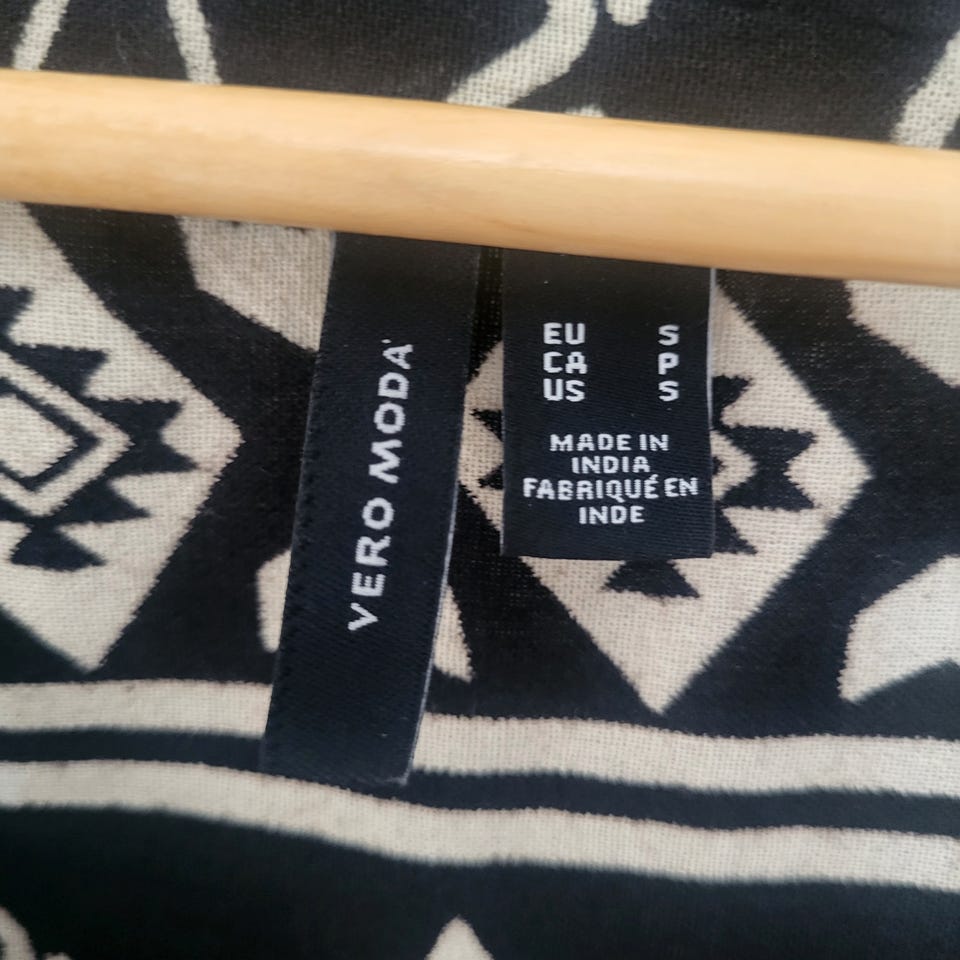 VERO MODA
EU S
CA P
US S
MADE IN
INDIA
FABRIQUÉ EN
INDE